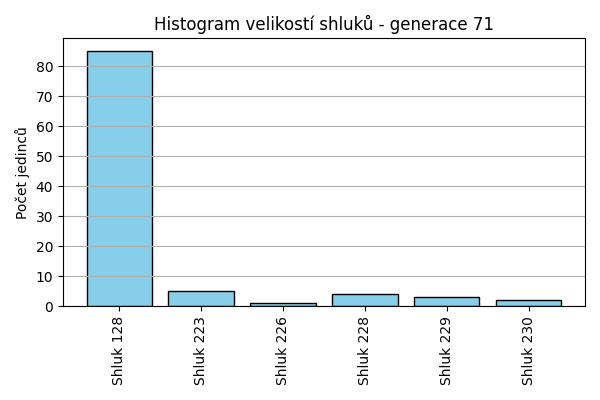 Histogram velikostí shluků - generace 71
Počet jedinců
80
70
60
50
40
30
20
10
0
Shluk 128
Shluk 223
Shluk 226
Shluk 228
Shluk 229
Shluk 230